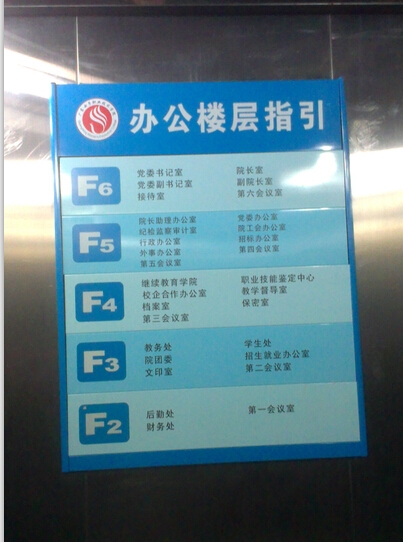 办公楼层指引
F6
党委书记室
党委副书记室
接待室
院长室
副院长室
第六会议室
F5
院长助理办公室
纪检监察审计室
行政办公室
外事办公室
第五会议室
党委办公室
院工会办公室
招标办公室
第四会议室
F4
继续教育学院
校企合作办公室
档案室
第三会议室
职业技能鉴定中心
教学督导室
保密室
F3
教务处
院团委
文印室
学生处
招生就业办公室
第二会议室
F2
后勤处
财务处
第一会议室